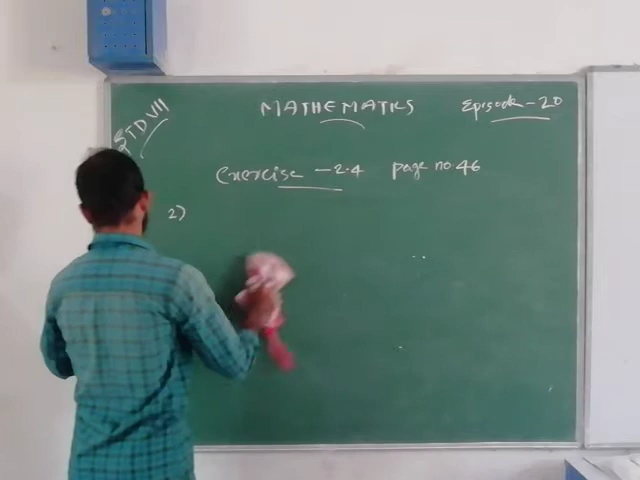 STD VII
MATHEMATICS Episode - 20
Exercise - 2.4 page no. 46
2)